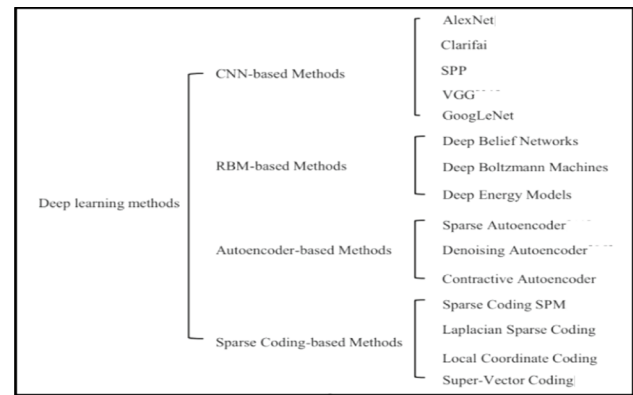 Deep learning methods
CNN-based Methods
AlexNet
Clarifai
SPP
VGG
GoogLeNet
RBM-based Methods
Deep Belief Networks
Deep Boltzmann Machines
Deep Energy Models
Autoencoder-based Methods
Sparse Autoencoder
Denoising Autoencoder
Contractive Autoencoder
Sparse Coding-based Methods
Sparse Coding SPM
Laplacian Sparse Coding
Local Coordinate Coding
Super-Vector Coding